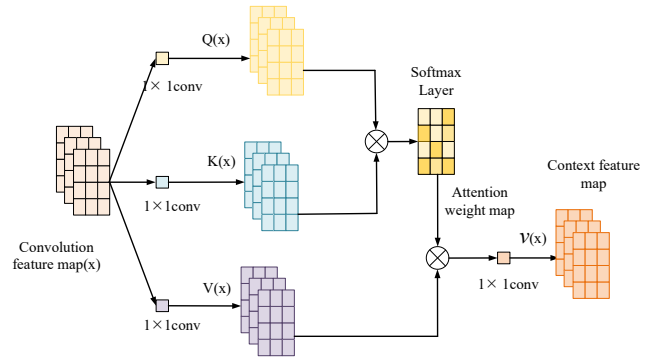 Q(x)
1×1conv
Softmax
Layer
K(x)
1×1conv
Context feature
map
Attention
weight map
Convolution
feature map(x)
V(x)
1×1conv
𝒱(x)
1×1conv